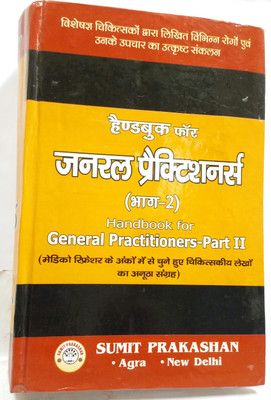 विशेषज्ञ चिकित्सकों द्वारा लिखित विभिन्न रोगों एवं
उनके उपचार का उत्कृष्ट संकलन
हैण्डबुक फॉर
जनरल प्रैक्टिशनर्स
(भाग-2)
Handbook for
General Practitioners-Part II
(मेडिको रिफ्रेशर के अंकों में से चुने हुए चिकित्सकीय लेखों
का अनूठा संग्रह)
SUMIT PRAKASHAN
• Agra • New Delhi